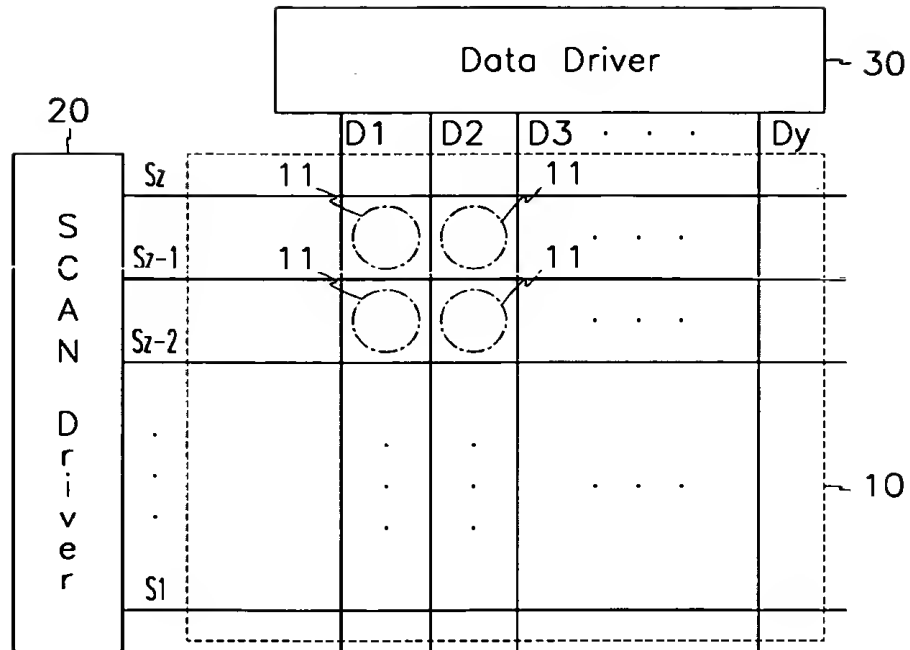 Data Driver
30
20
D1 D2 D3 . . . Dy
Sz
11
11
Sz-1
11
11
Sz-2
SCAN Driver
10
S1